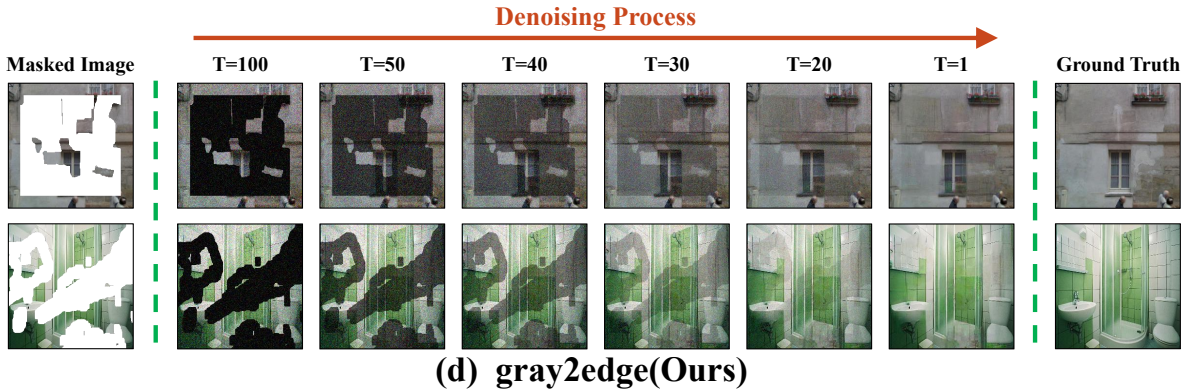 Denoising Process
Masked Image T=100 T=50 T=40 T=30 T=20 T=1 Ground Truth
(d) gray2edge(Ours)